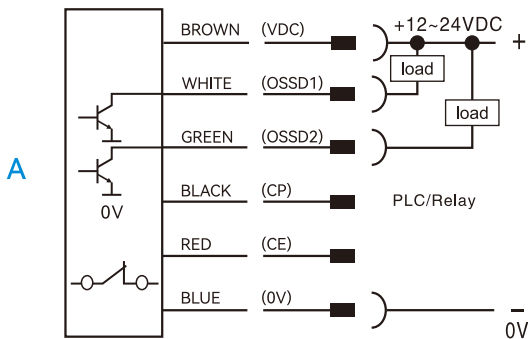 +12~24VDC
BROWN (VDC) +
WHITE (OSSD1) load
load
GREEN (OSSD2)
A
0V
BLACK (CP) PLC/Relay
RED (CE)
BLUE (0V) −
0V